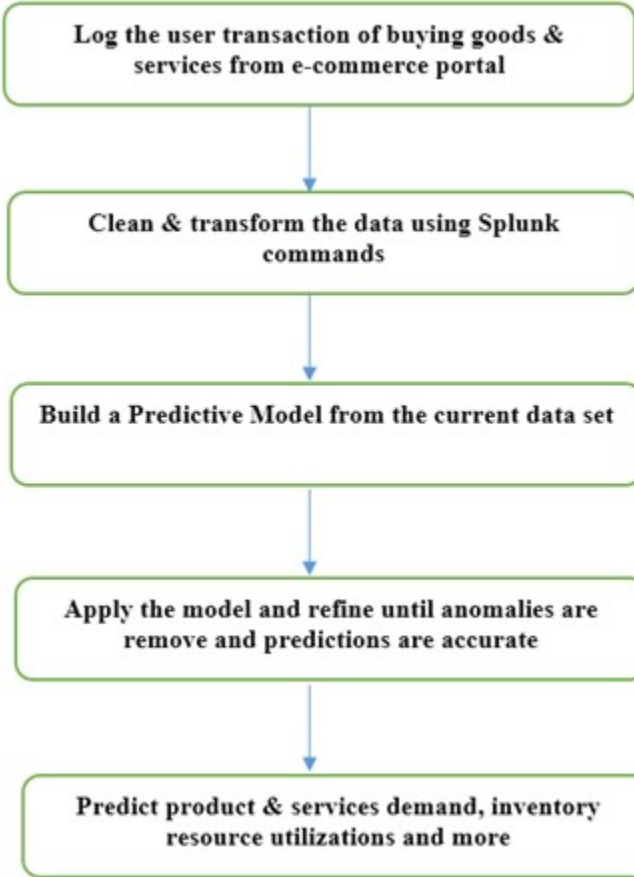 Log the user transaction of buying goods &
services from e-commerce portal
Clean & transform the data using Splunk
commands
Build a Predictive Model from the current data set
Apply the model and refine until anomalies are
remove and predictions are accurate
Predict product & services demand, inventory
resource utilizations and more